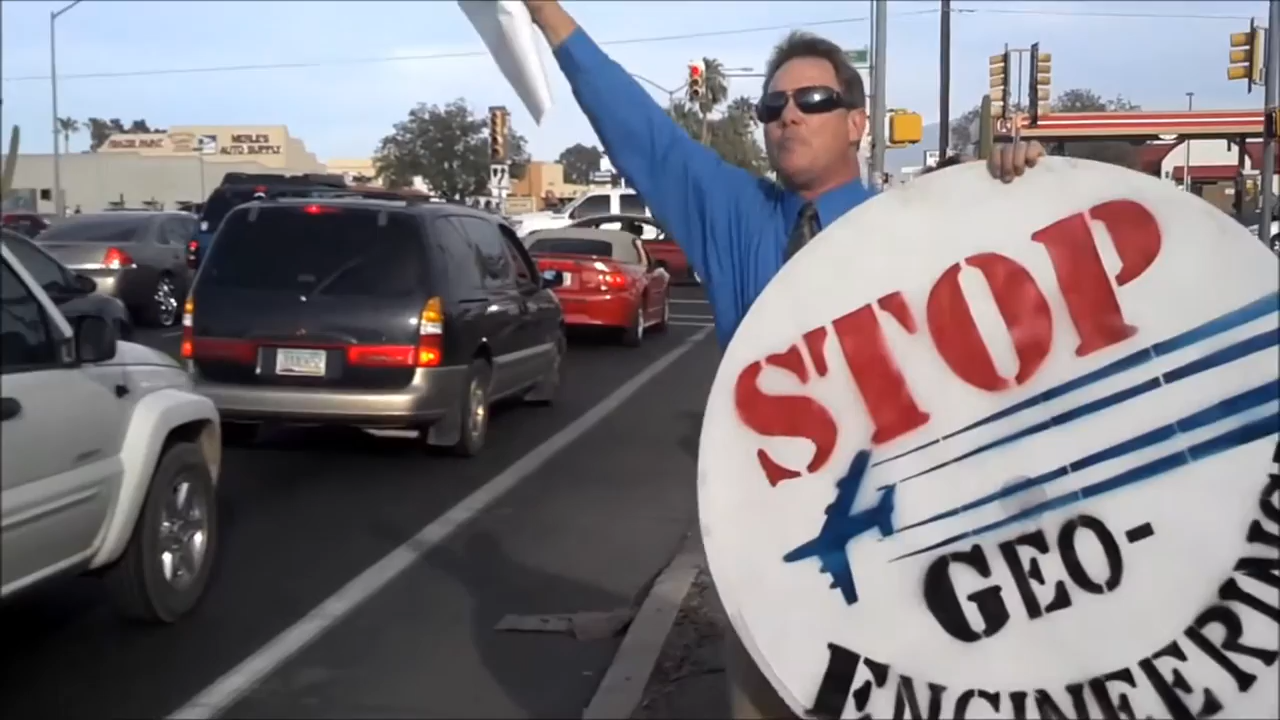 MERLE'S
AUTO SUPPLY
STOP
GEO-
ENGINEERING